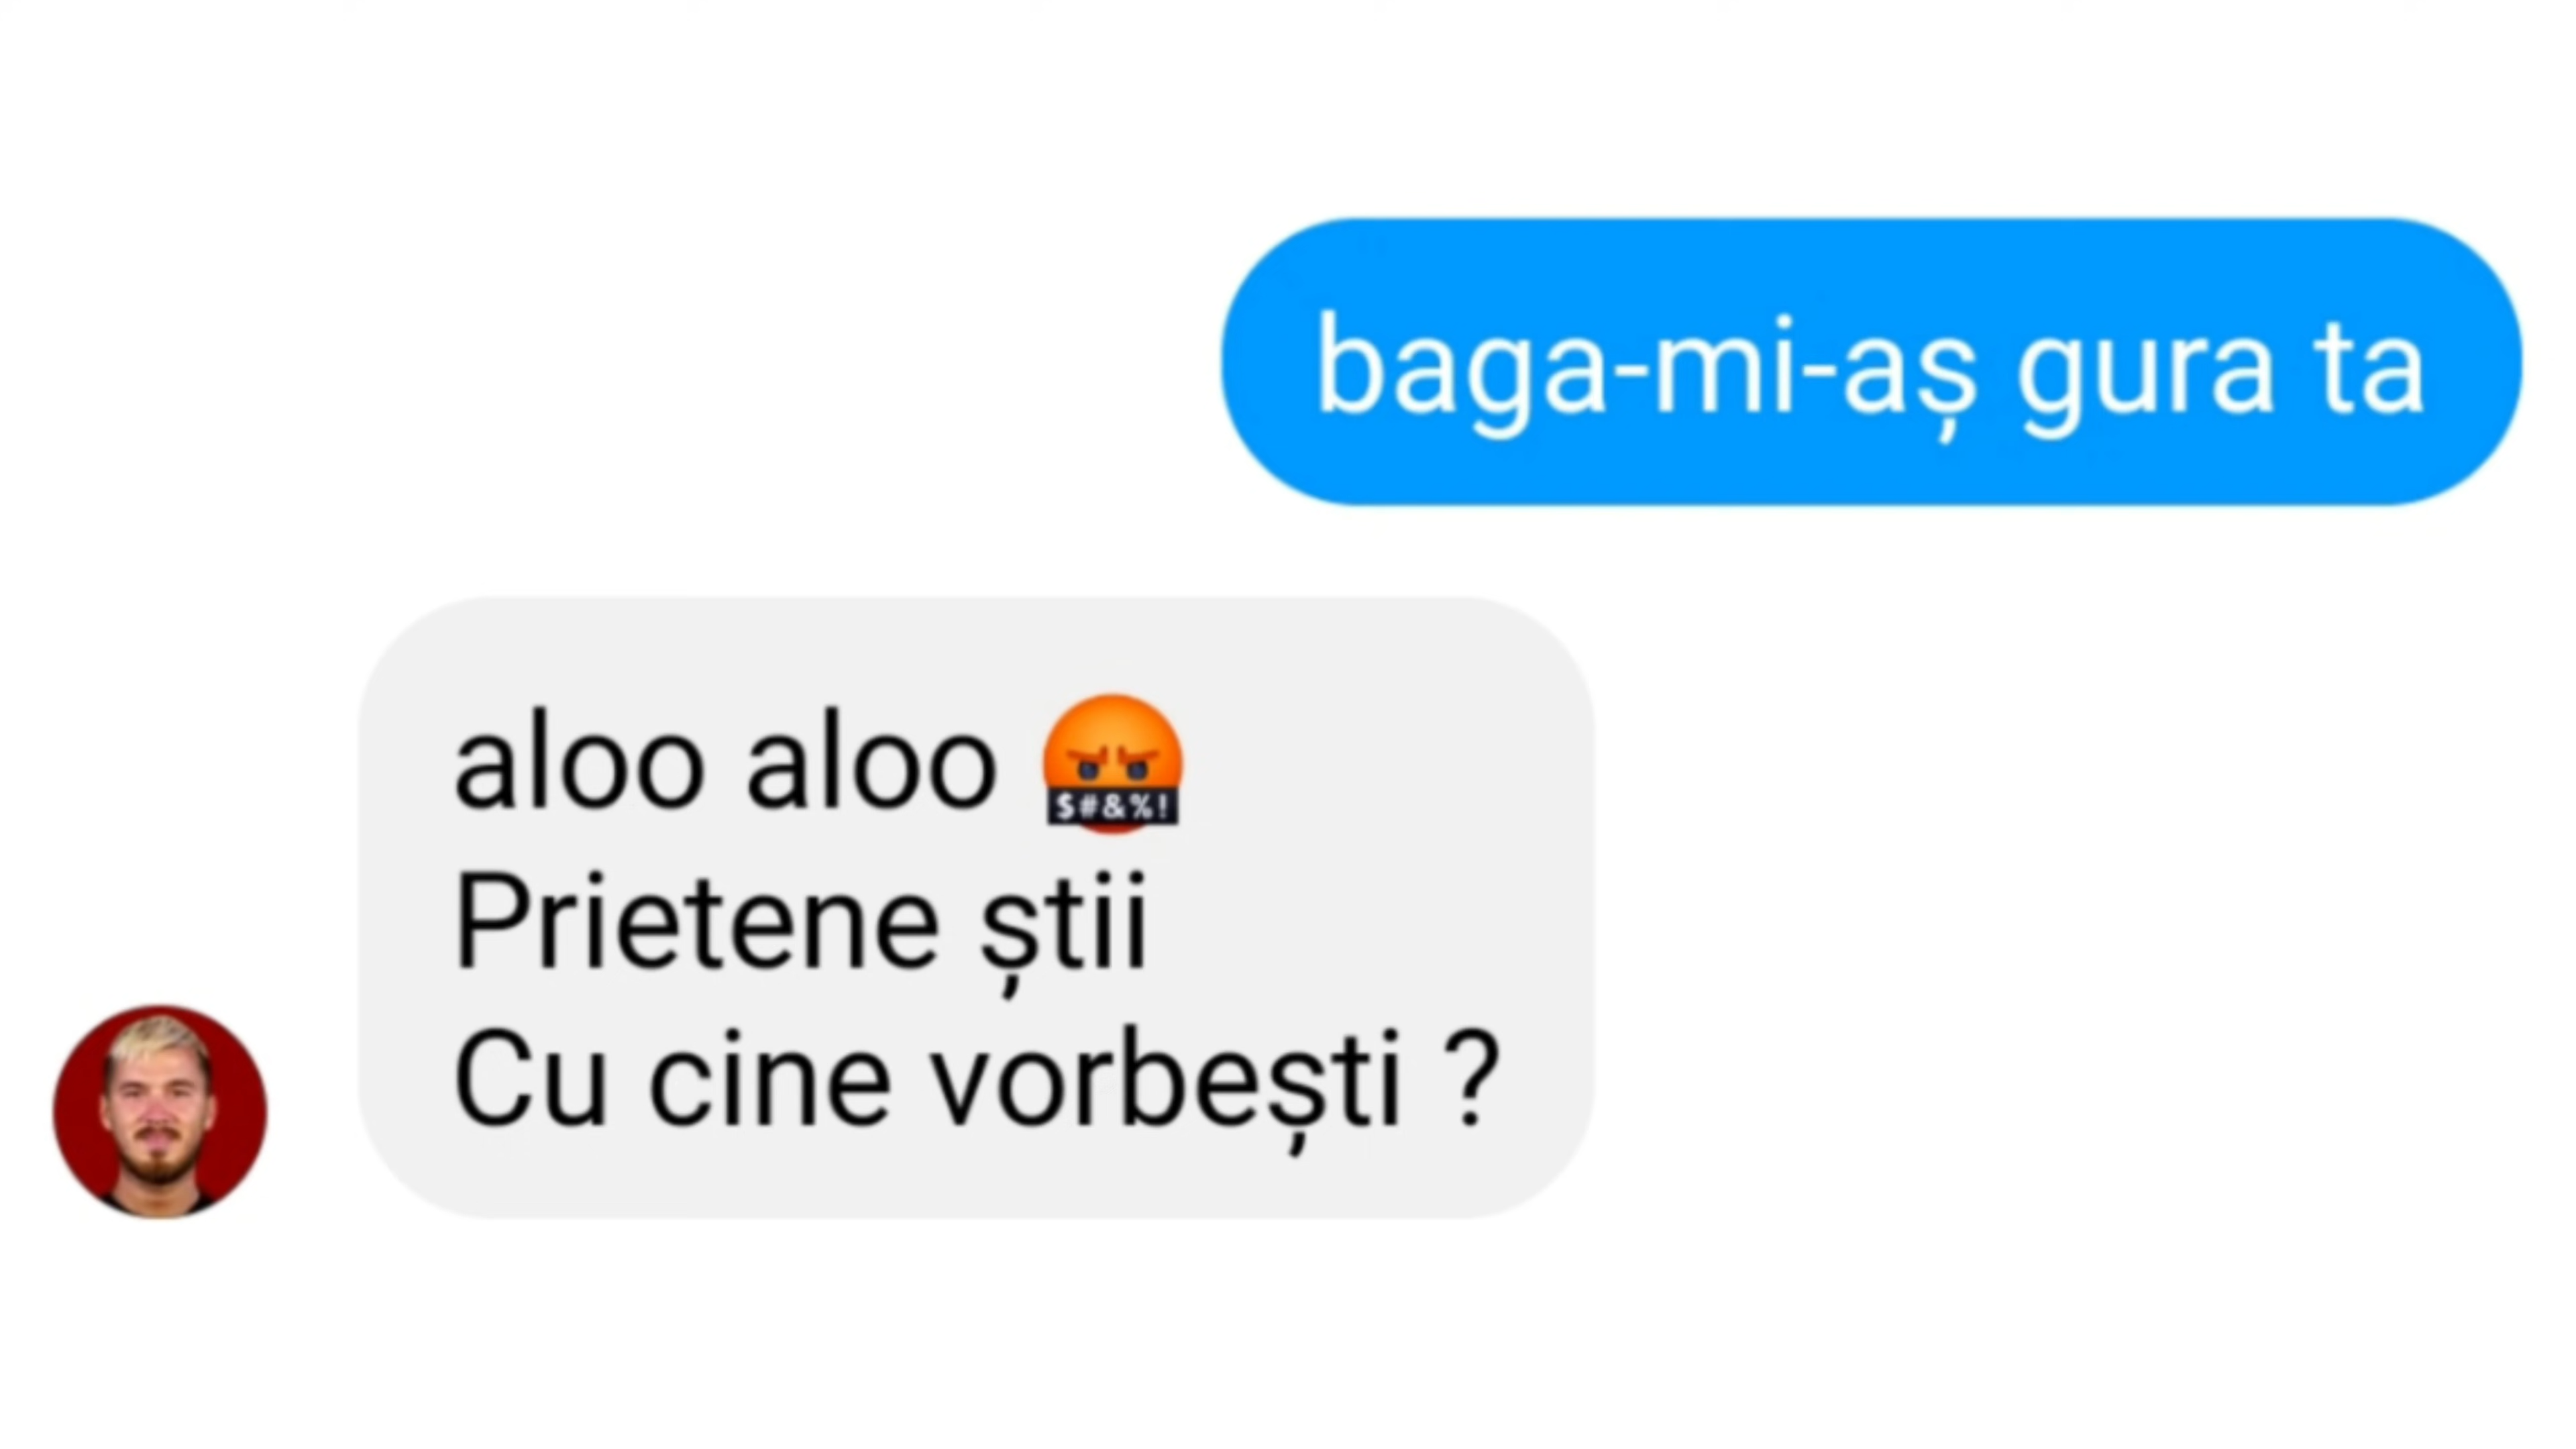 baga-mi-aș gura ta
aloo aloo 🤬
Prietene știi
Cu cine vorbești ?